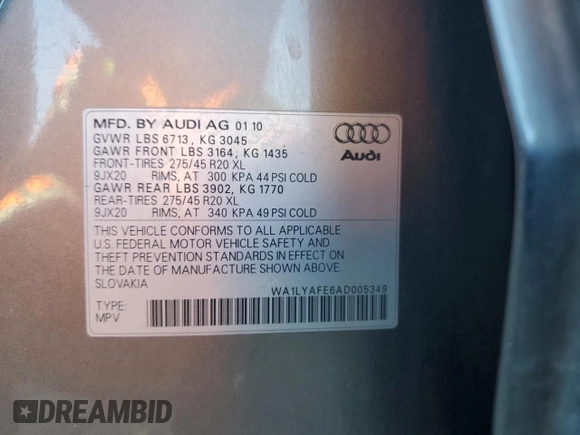 MFD. BY AUDI AG 01 10
GVWR LBS 6713, KG 3045
GAWR FRONT LBS 3164, KG 1435
FRONT-TIRES 275/45 R20 XL
9JX20 RIMS, AT 300 KPA 44 PSI COLD
GAWR REAR LBS 3902, KG 1770
REAR-TIRES 275/45 R20 XL
9JX20 RIMS, AT 340 KPA 49 PSI COLD
Audi
THIS VEHICLE CONFORMS TO ALL APPLICABLE
U.S. FEDERAL MOTOR VEHICLE SAFETY AND
THEFT PREVENTION STANDARDS IN EFFECT ON
THE DATE OF MANUFACTURE SHOWN ABOVE.
SLOVAKIA WA1LYAFE6AD005349
TYPE:
MPV
DREAMBID